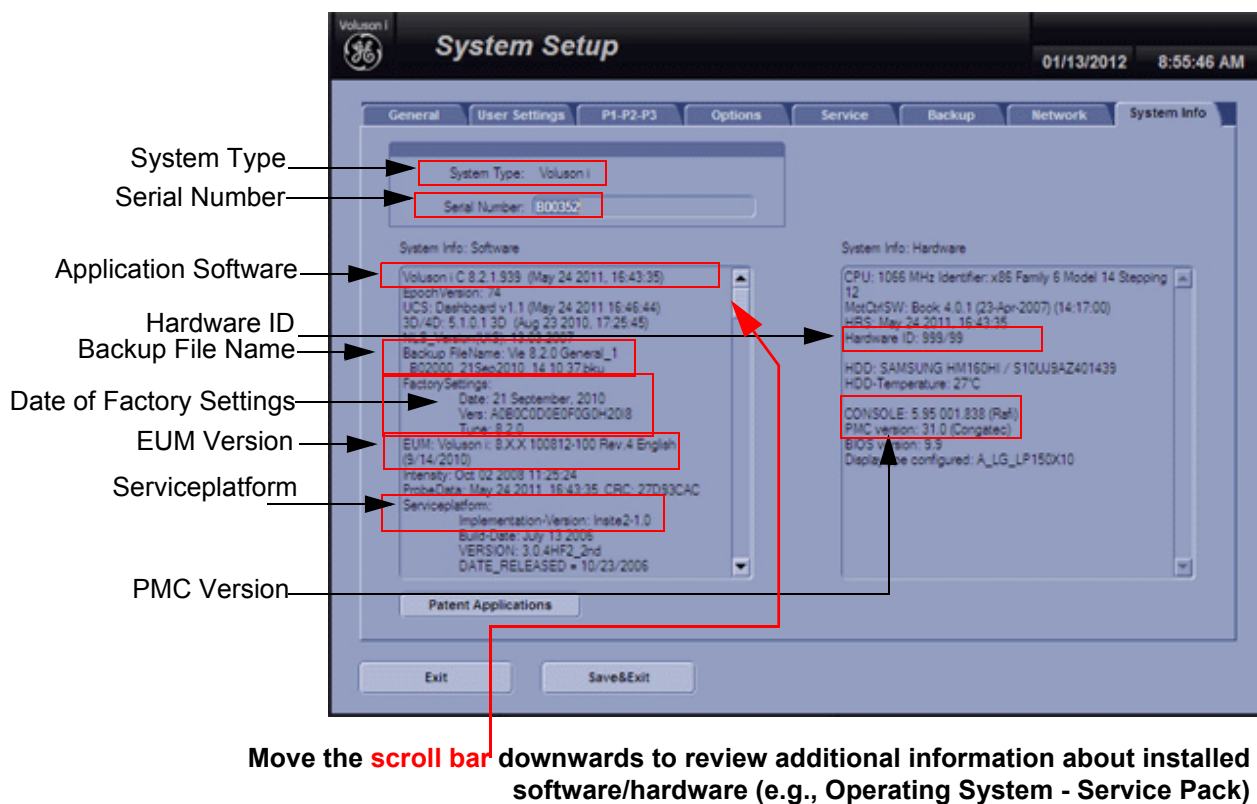 Voluson i
System Setup
01/13/2012 8:55:46 AM
General User Settings P1-P2-P3 Options Service Backup Network System Info
System Type
System Type: Voluson i
Serial Number
Serial Number: B00352
System Info: Software
System Info: Hardware
Application Software
Voluson i C 8.2.1.939 (May 24 2011, 16:43:35)
EpochVersion: 74
UCS: Dashboard v1.1 (May 24 2011 16:46:44)
3D/4D: 5.1.0.1 3D (Aug 23 2010, 17:25:45)
Hardware ID
Backup File Name
Backup FileName: Vie 8.2.0 General_1
_B02000_21Sep2010_14.10.37.bku
FactorySettings:
Date of Factory Settings
Date: 21 September, 2010
Vers: A0B0C0D0E0F0G0H20I8
Tune: 8.2.0
EUM Version
EUM: Voluson i: 8.X.X 100812-100 Rev.4 English
(9/14/2010)
Intensity: Oct 02 2008 11:25:24
ProbeData: May 24 2011, 16:43:35, CRC: 27D93CAC
Serviceplatform
Serviceplatform:
Implementation-Version: Insite2-1.0
Build-Date: July 13 2006
VERSION: 3.0.4HF2_2nd
DATE_RELEASED = 10/23/2006
CPU: 1066 MHz Identifier: x86 Family 6 Model 14 Stepping
12
MotCtrlSW: Book 4.0.1 (23-Apr-2007) (14:17:00)
HRS: May 24 2011, 16:43:35
Hardware ID: 999/99
HDD: SAMSUNG HM160HI / S10UJ9AZ401439
HDD-Temperature: 27°C
CONSOLE: 5.95 001.838 (Rafi)
PMC version: 31.0 (Congatec)
BIOS version: 9.9
configured: A_LG_LP150X10
PMC Version
Patent Applications
Exit Save&Exit
Move the scroll bar downwards to review additional information about installed
software/hardware (e.g., Operating System - Service Pack)